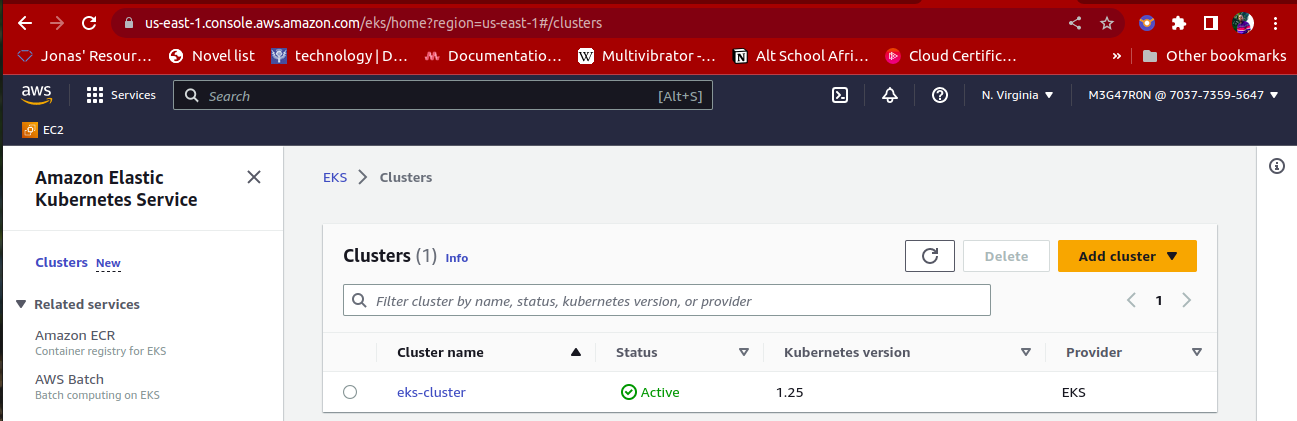 us-east-1.console.aws.amazon.com/eks/home?region=us-east-1#/clusters
Jonas' Resour... Novel list technology | D... Documentatio... Multivibrator -... Alt School Afri... Cloud Certific... » Other bookmarks
aws Services Search [Alt+S] N. Virginia M3G47R0N @ 7037-7359-5647
EC2
Amazon Elastic
Kubernetes Service
Clusters New
Related services
Amazon ECR
Container registry for EKS
AWS Batch
Batch computing on EKS
EKS Clusters
Clusters (1) Info Delete Add cluster
Filter cluster by name, status, kubernetes version, or provider 1
Cluster name Status Kubernetes version Provider
eks-cluster Active 1.25 EKS